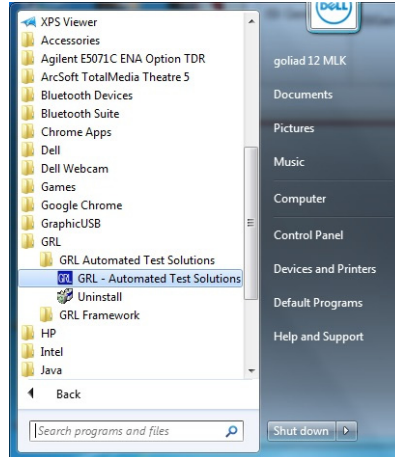 XPS Viewer
Accessories
Agilent E5071C ENA Option TDR
ArcSoft TotalMedia Theatre 5
Bluetooth Devices
Bluetooth Suite
Chrome Apps
Dell
Dell Webcam
Games
Google Chrome
GraphicUSB
GRL
GRL Automated Test Solutions
GRL GRL - Automated Test Solutions
Uninstall
GRL Framework
HP
Intel
Java
Back
Search programs and files
DELL
goliad 12 MLK
Documents
Pictures
Music
Computer
Control Panel
Devices and Printers
Default Programs
Help and Support
Shut down